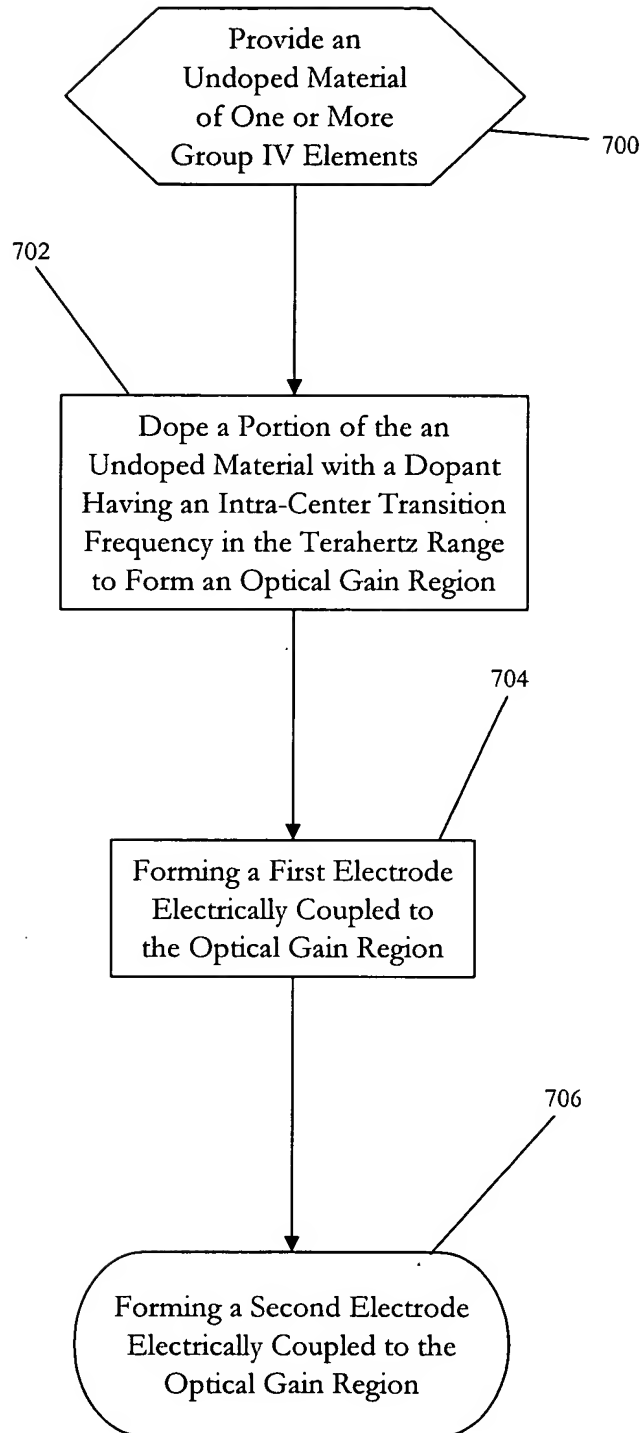 Provide an
Undoped Material
of One or More
Group IV Elements
700
702
Dope a Portion of the an
Undoped Material with a Dopant
Having an Intra-Center Transition
Frequency in the Terahertz Range
to Form an Optical Gain Region
704
Forming a First Electrode
Electrically Coupled to
the Optical Gain Region
706
Forming a Second Electrode
Electrically Coupled to the
Optical Gain Region